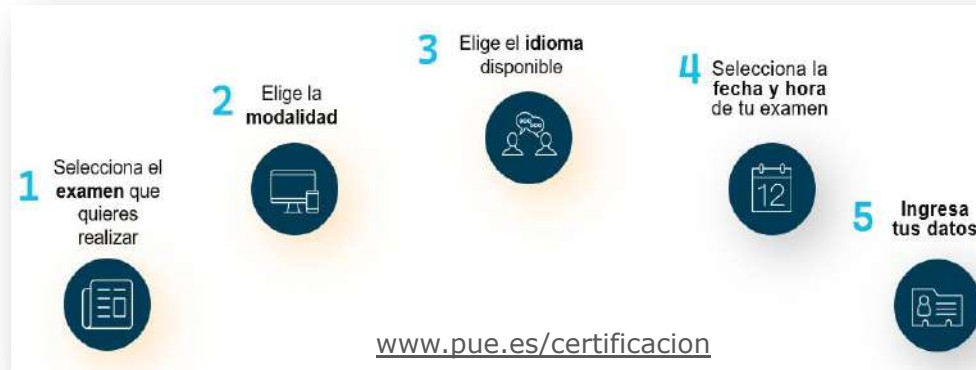 1
Selecciona el
examen que
quieres
realizar
2
Elige la
modalidad
3
Elige el idioma
disponible
4
Selecciona la
fecha y hora
de tu examen
12
5
Ingresa
tus datos
www.pue.es/certificacion